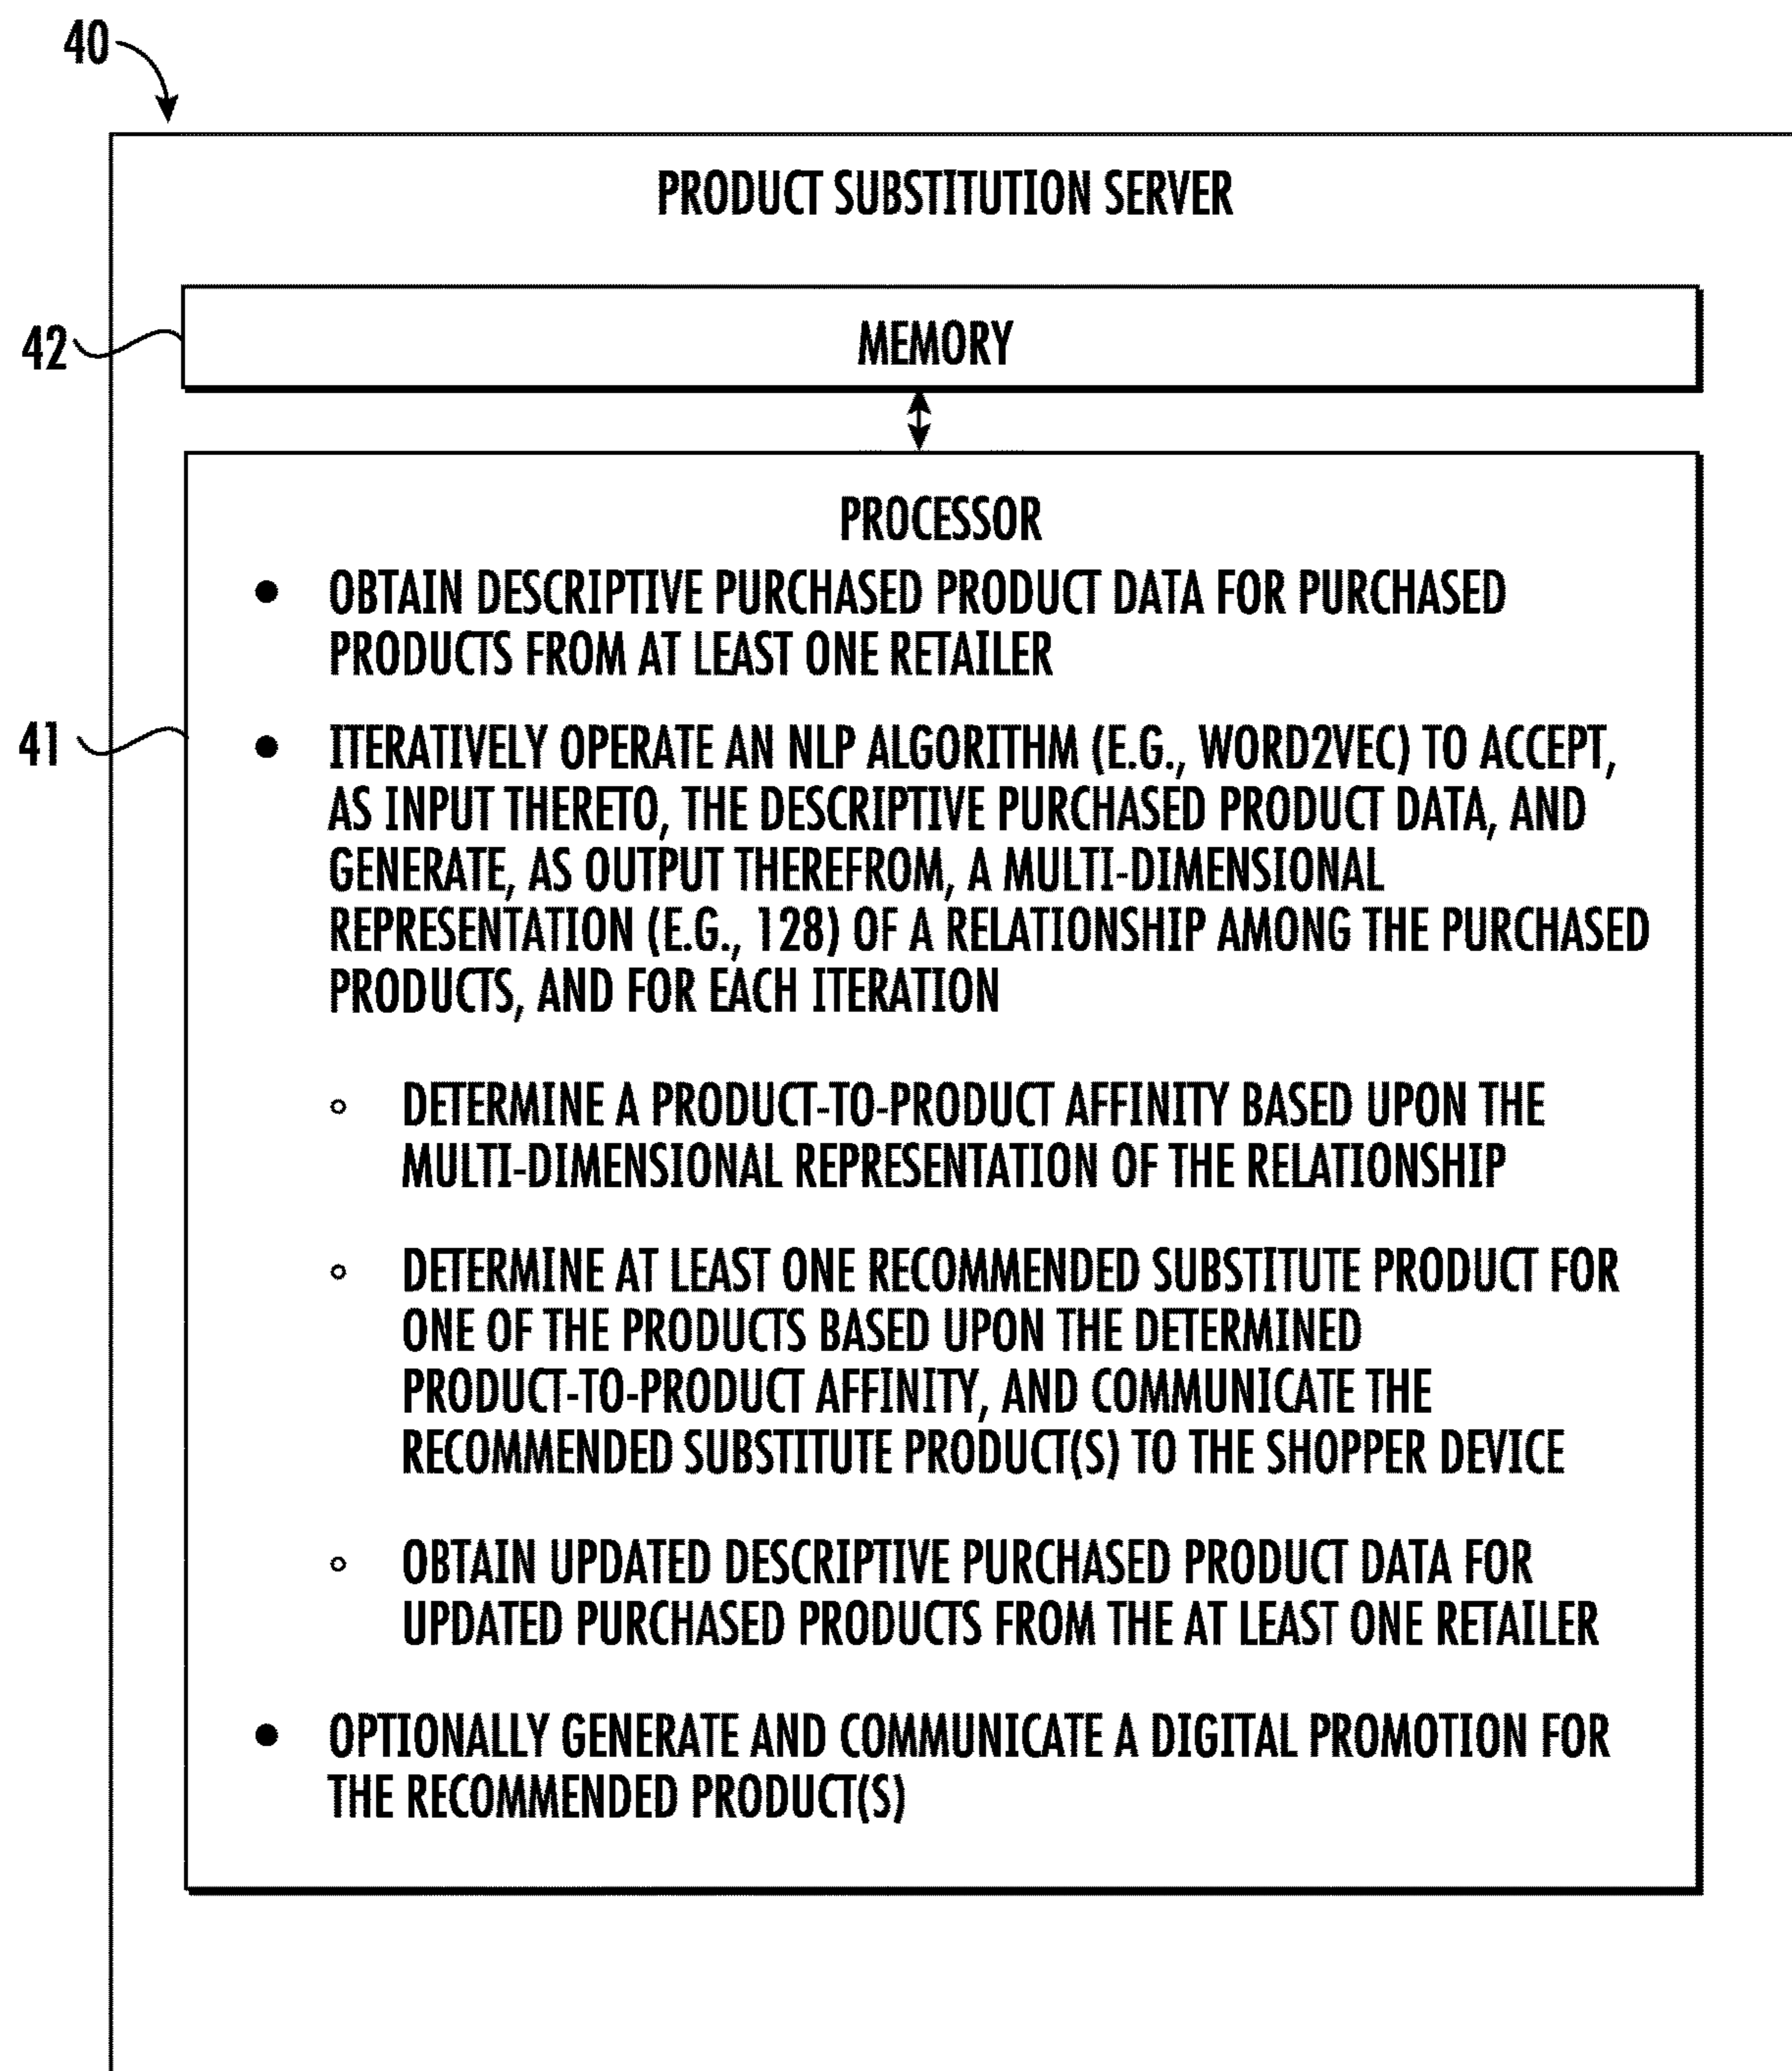 40
PRODUCT SUBSTITUTION SERVER
42
MEMORY
PROCESSOR
● OBTAIN DESCRIPTIVE PURCHASED PRODUCT DATA FOR PURCHASED
PRODUCTS FROM AT LEAST ONE RETAILER
41
● ITERATIVELY OPERATE AN NLP ALGORITHM (E.G., WORD2VEC) TO ACCEPT,
AS INPUT THERETO, THE DESCRIPTIVE PURCHASED PRODUCT DATA, AND
GENERATE, AS OUTPUT THEREFROM, A MULTI-DIMENSIONAL
REPRESENTATION (E.G., 128) OF A RELATIONSHIP AMONG THE PURCHASED
PRODUCTS, AND FOR EACH ITERATION
○ DETERMINE A PRODUCT-TO-PRODUCT AFFINITY BASED UPON THE
MULTI-DIMENSIONAL REPRESENTATION OF THE RELATIONSHIP
○ DETERMINE AT LEAST ONE RECOMMENDED SUBSTITUTE PRODUCT FOR
ONE OF THE PRODUCTS BASED UPON THE DETERMINED
PRODUCT-TO-PRODUCT AFFINITY, AND COMMUNICATE THE
RECOMMENDED SUBSTITUTE PRODUCT(S) TO THE SHOPPER DEVICE
○ OBTAIN UPDATED DESCRIPTIVE PURCHASED PRODUCT DATA FOR
UPDATED PURCHASED PRODUCTS FROM THE AT LEAST ONE RETAILER
● OPTIONALLY GENERATE AND COMMUNICATE A DIGITAL PROMOTION FOR
THE RECOMMENDED PRODUCT(S)